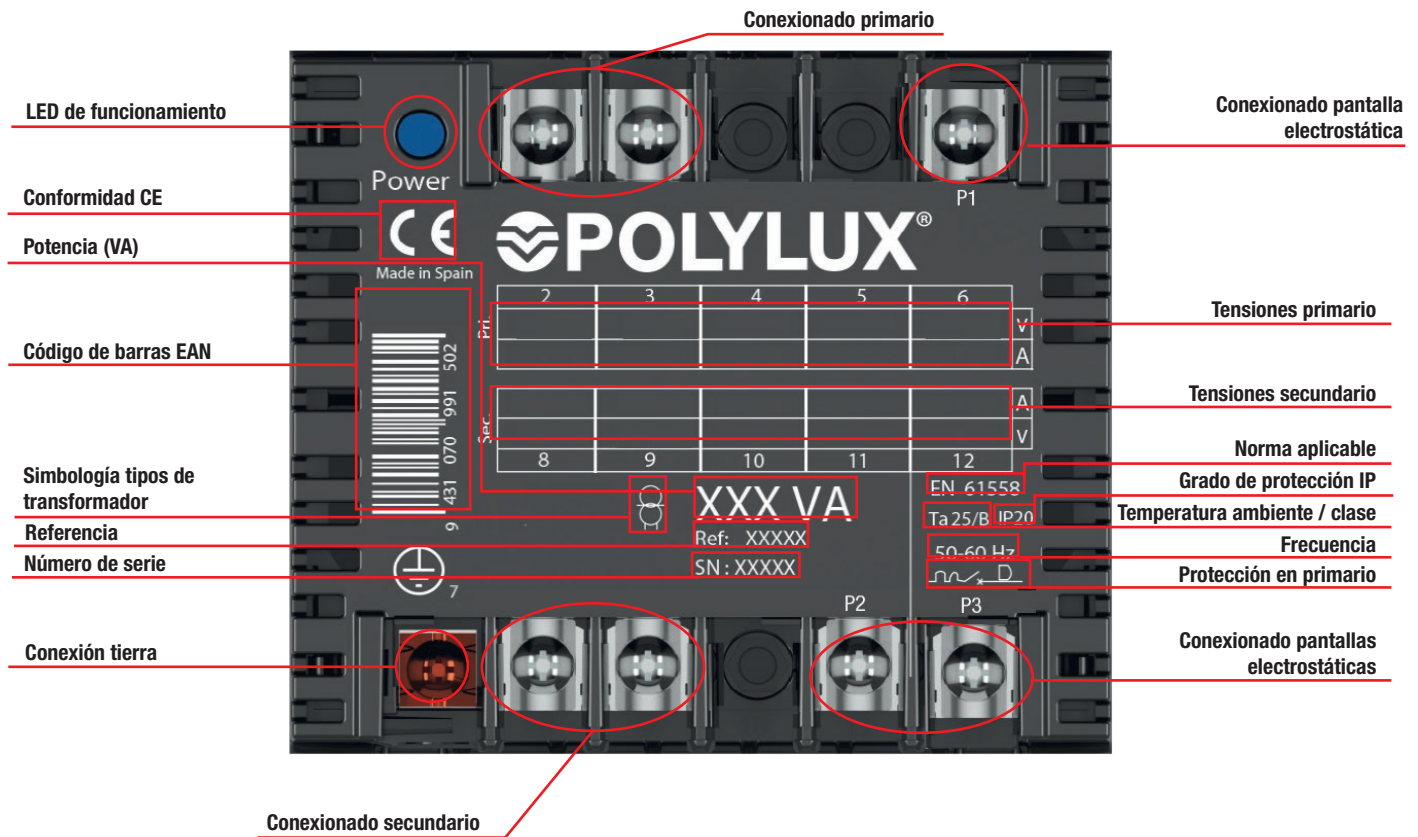 Conexionado primario
LED de funcionamiento
Conexionado pantalla
electrostática
Power
P1
Conformidad CE
CE
POLYLUX®
Potencia (VA)
Made in Spain
2 3 4 5 6
Pri.
V
Tensiones primario
A
Código de barras EAN
9 431 070 991 502
Sec.
A
Tensiones secundario
V
8 9 10 11 12
Norma aplicable
EN 61558
Grado de protección IP
Simbología tipos de
transformador
XXX VA
Ta 25/B IP20
Temperatura ambiente / clase
Referencia
Ref: XXXXX
50-60 Hz
Frecuencia
Número de serie
SN : XXXXX
D
Protección en primario
7
P2 P3
Conexión tierra
Conexionado pantallas
electrostáticas
Conexionado secundario